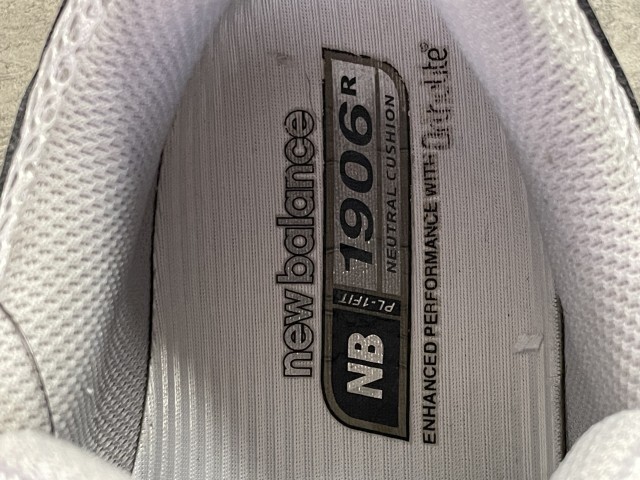 new balance
NB PL-1FIT 1906R
NEUTRAL CUSHION
ENHANCED PERFORMANCE WITH OrthoLite®